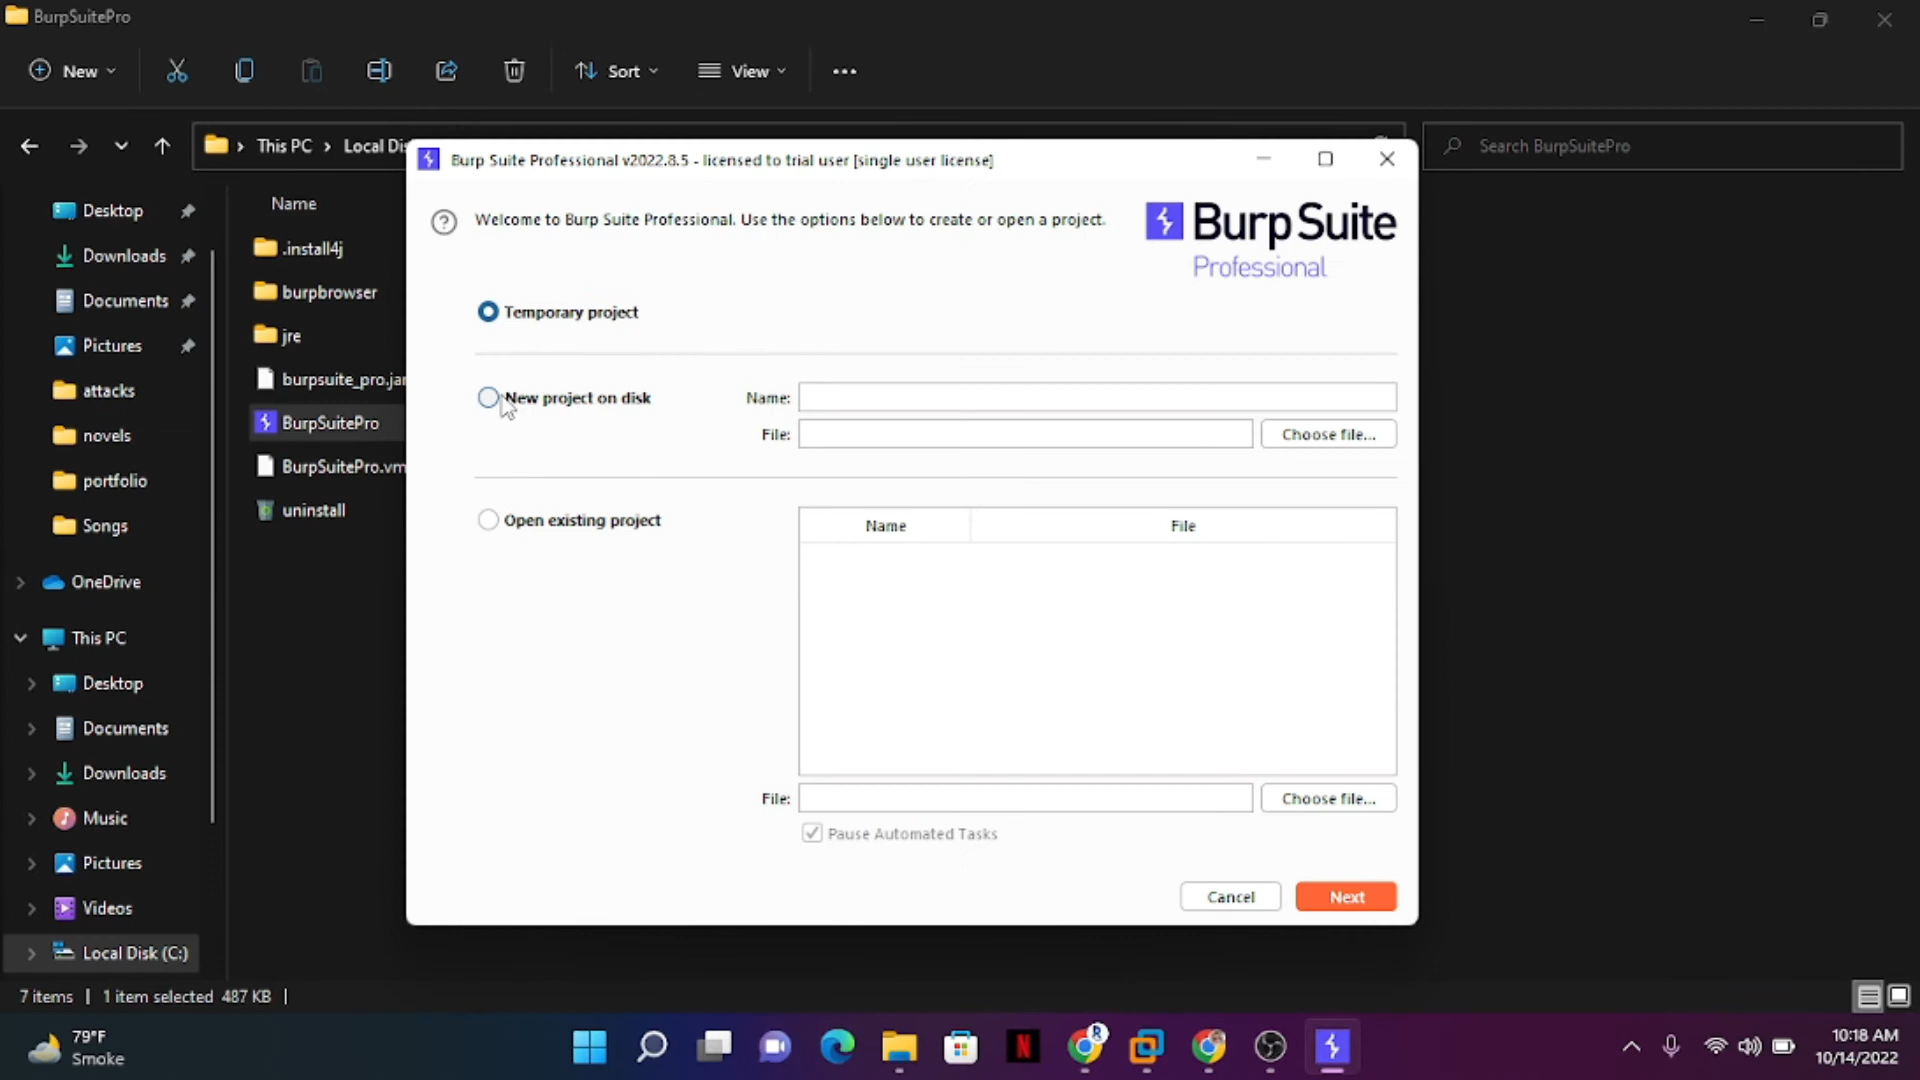 BurpSuitePro
New
Sort
View
This PC
Local Dis
Search BurpSuitePro
Desktop
Downloads
Documents
Pictures
attacks
novels
portfolio
Songs
OneDrive
This PC
Desktop
Documents
Downloads
Music
Pictures
Videos
Local Disk (C:)
Name
.install4j
burpbrowser
jre
burpsuite_pro.jar
BurpSuitePro
BurpSuitePro.vm
uninstall
Burp Suite Professional v2022.8.5 - licensed to trial user [single user license]
Welcome to Burp Suite Professional. Use the options below to create or open a project.
Burp Suite
Professional
Temporary project
New project on disk
Name:
File:
Choose file...
Open existing project
Name
File
File:
Choose file...
Pause Automated Tasks
Cancel
Next
7 items
1 item selected 487 KB
79°F
Smoke
N
R
10:18 AM
10/14/2022